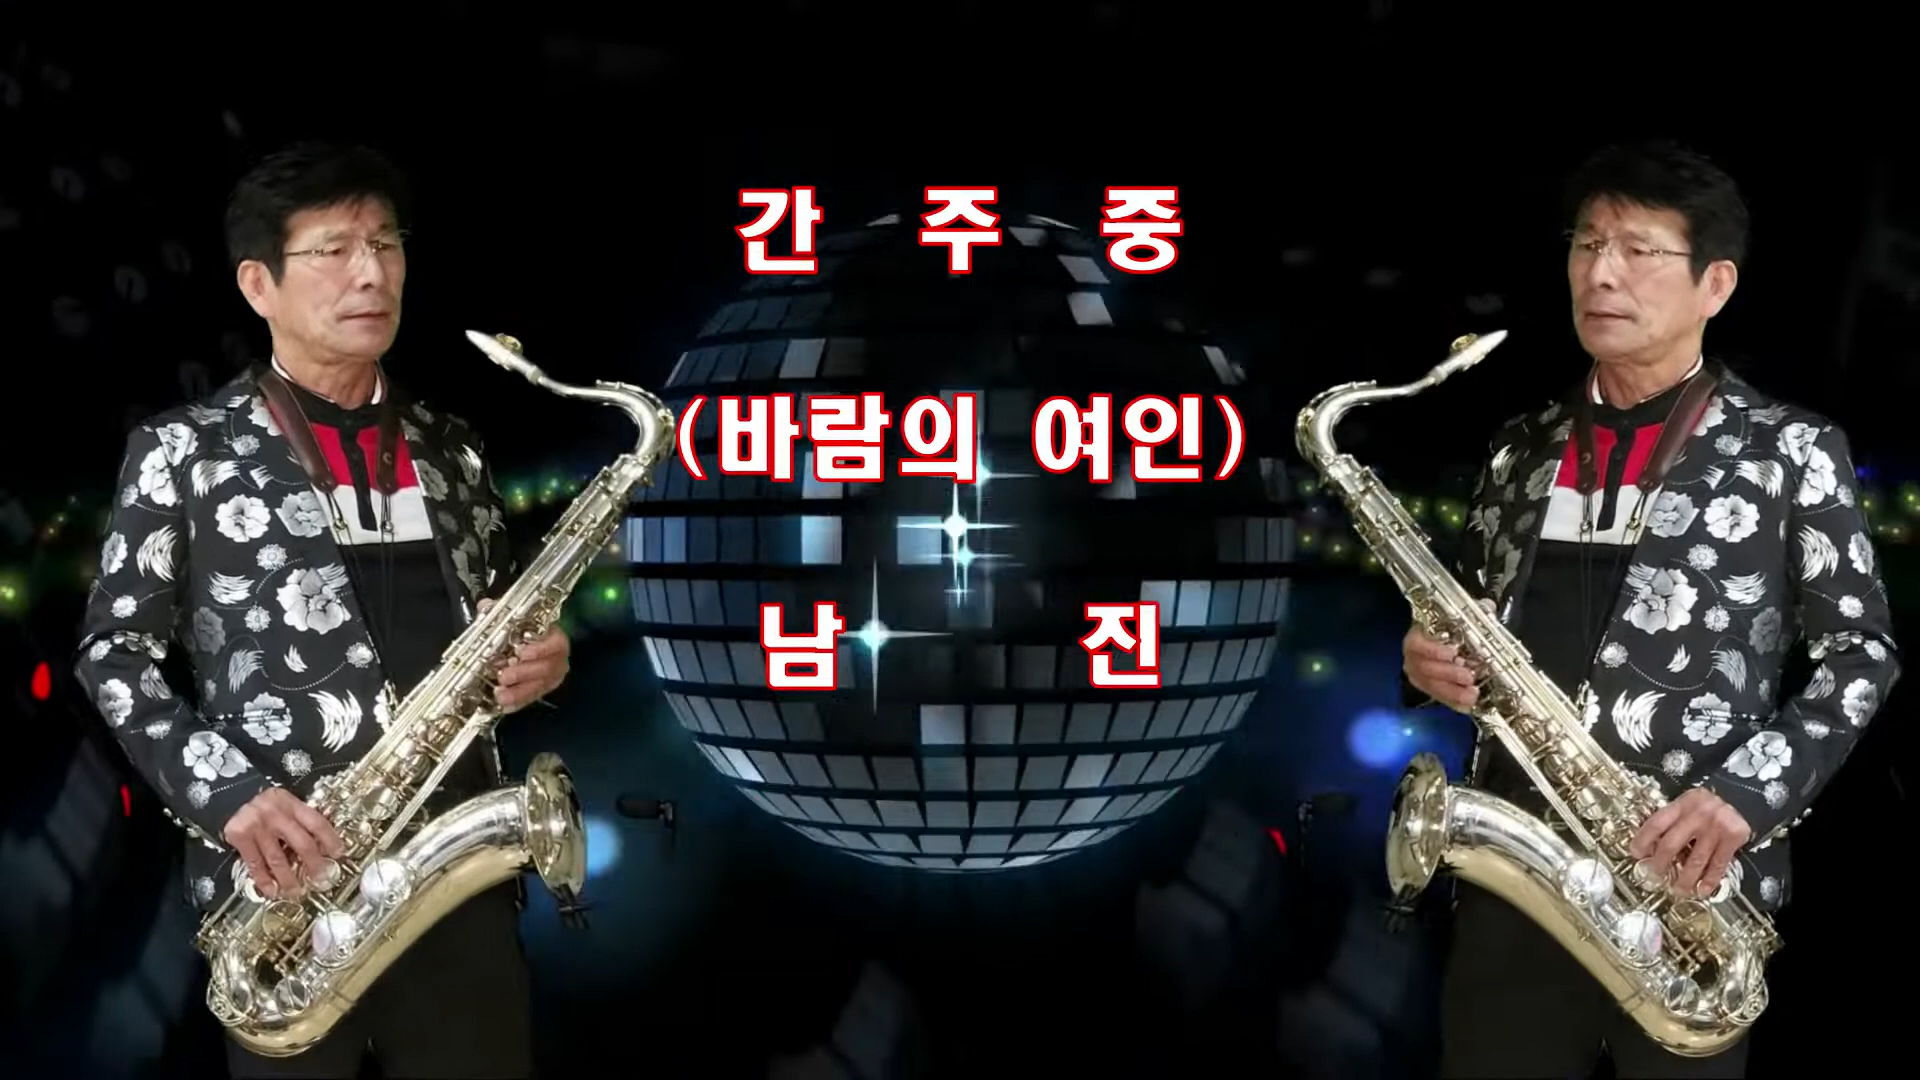 간 주 중
(바람의 여인)
남 진